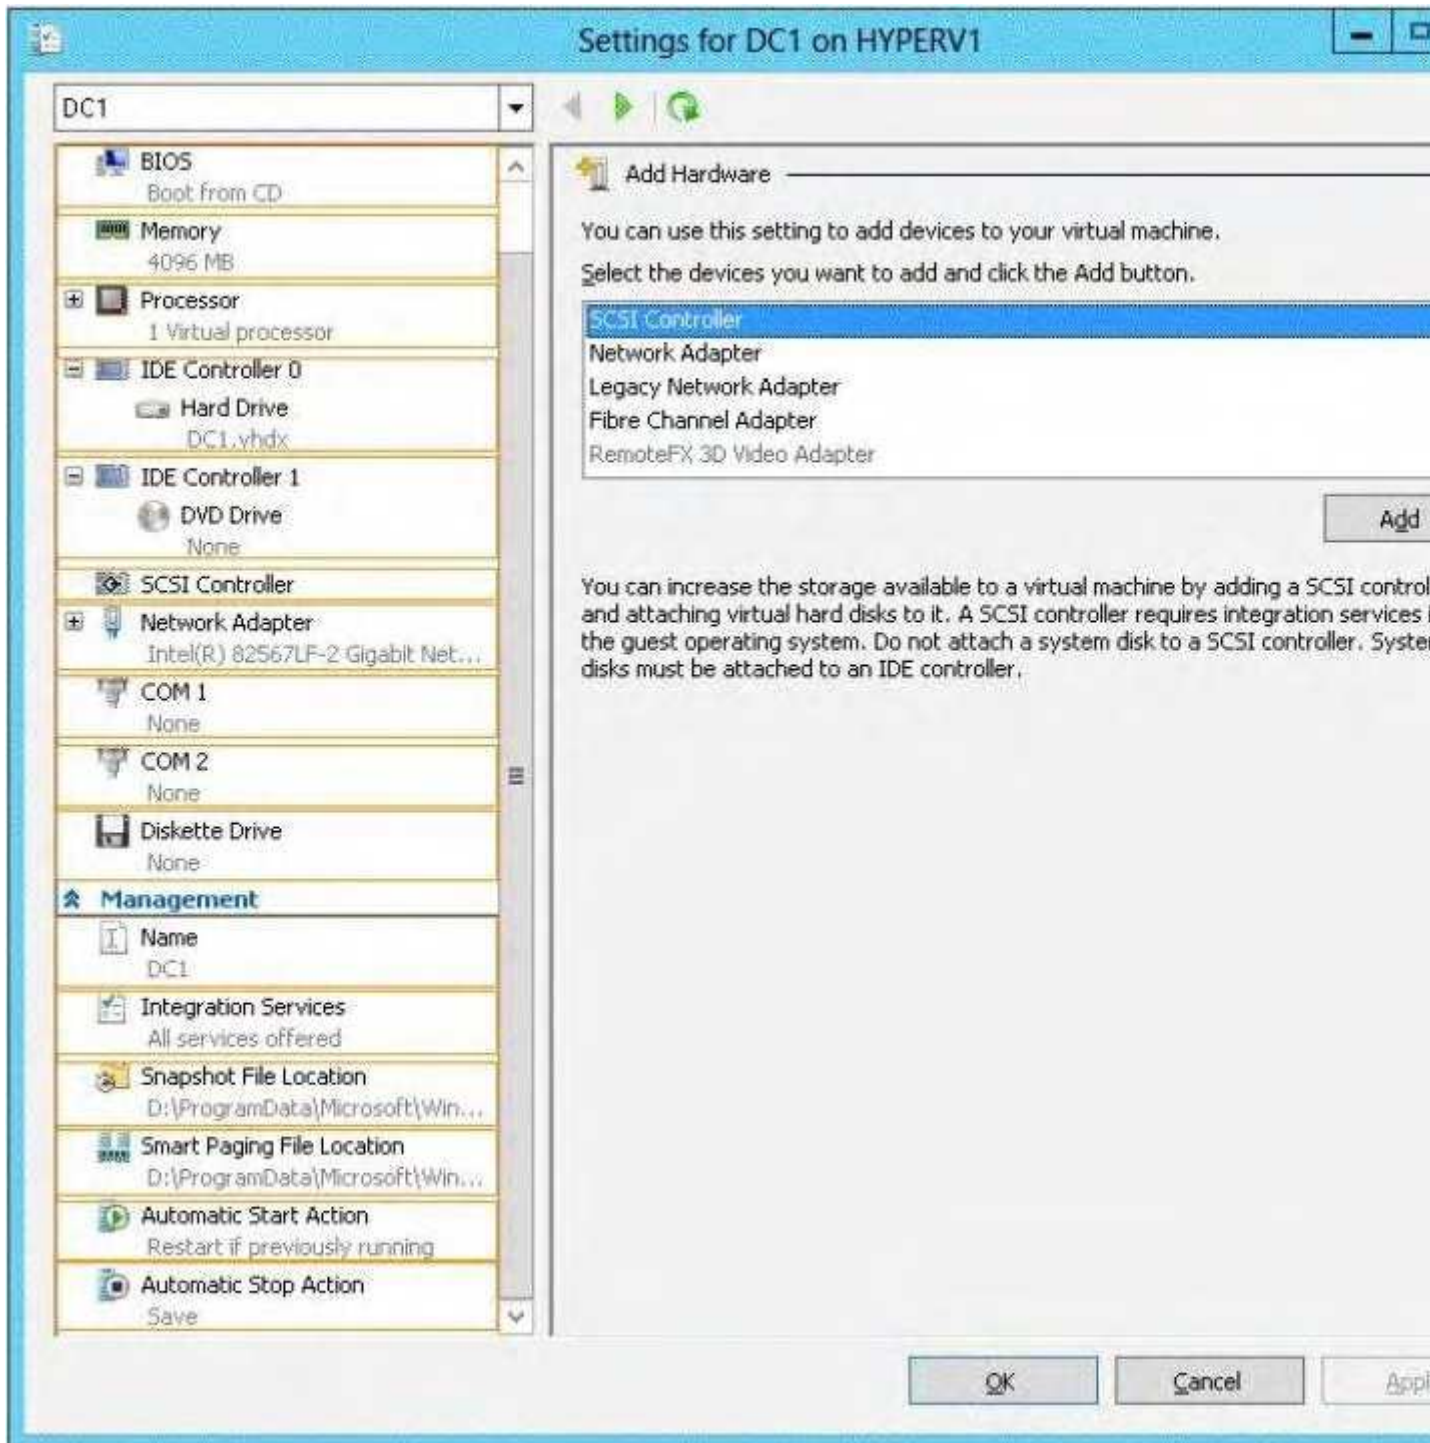 Settings for DC1 on HYPERV1
DC1
BIOS
Boot from CD
Memory
4096 MB
Processor
1 Virtual processor
IDE Controller 0
Hard Drive
DC1.vhdx
IDE Controller 1
DVD Drive
None
SCSI Controller
Network Adapter
Intel(R) 82567LF-2 Gigabit Net...
COM 1
None
COM 2
None
Diskette Drive
None
Management
Name
DC1
Integration Services
All services offered
Snapshot File Location
D:\ProgramData\Microsoft\Win...
Smart Paging File Location
D:\ProgramData\Microsoft\Win...
Automatic Start Action
Restart if previously running
Automatic Stop Action
Save
Add Hardware
You can use this setting to add devices to your virtual machine.
Select the devices you want to add and click the Add button.
SCSI Controller
Network Adapter
Legacy Network Adapter
Fibre Channel Adapter
RemoteFX 3D Video Adapter
Add
You can increase the storage available to a virtual machine by adding a SCSI control
and attaching virtual hard disks to it. A SCSI controller requires integration services i
the guest operating system. Do not attach a system disk to a SCSI controller. System
disks must be attached to an IDE controller.
OK
Cancel
Appl